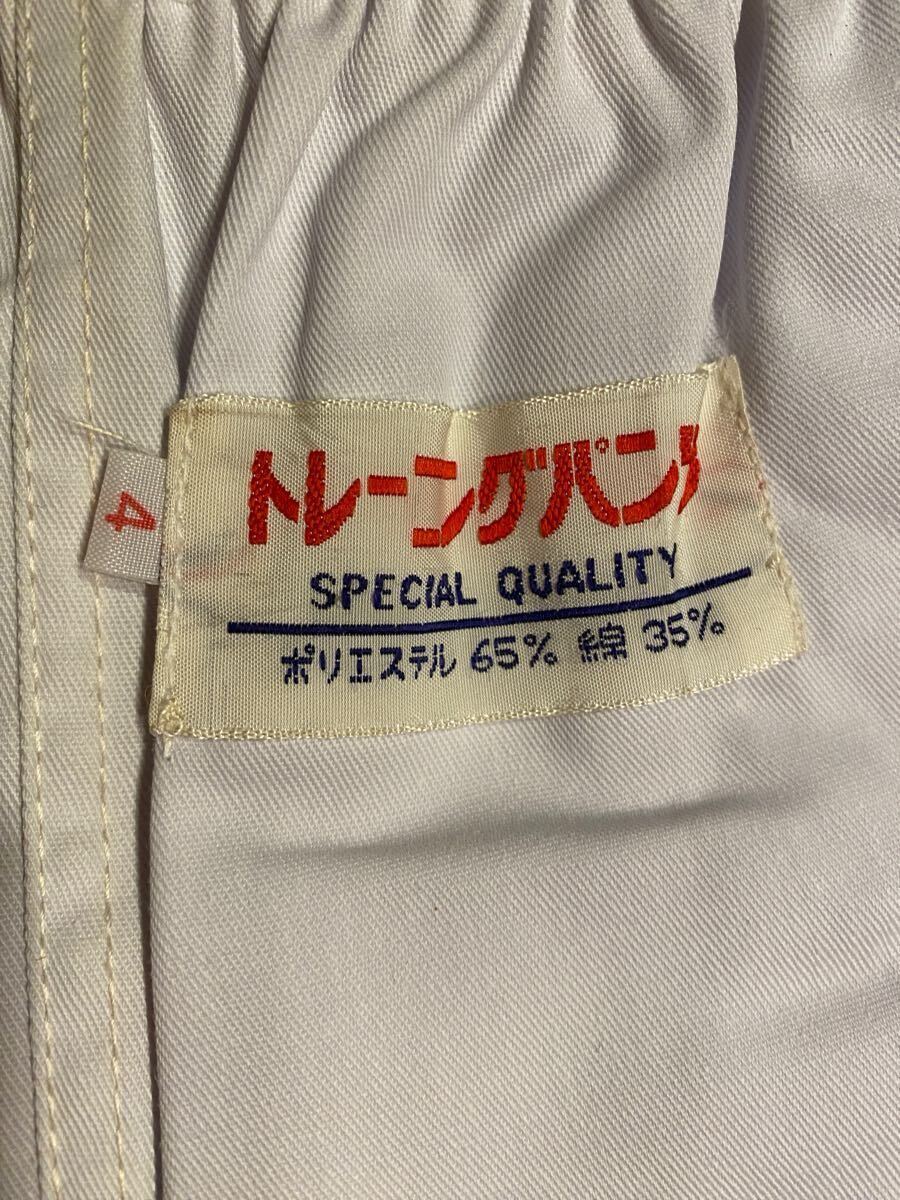 トレーングパンツ
SPECIAL QUALITY
ポリエステル 65% 綿 35%
4